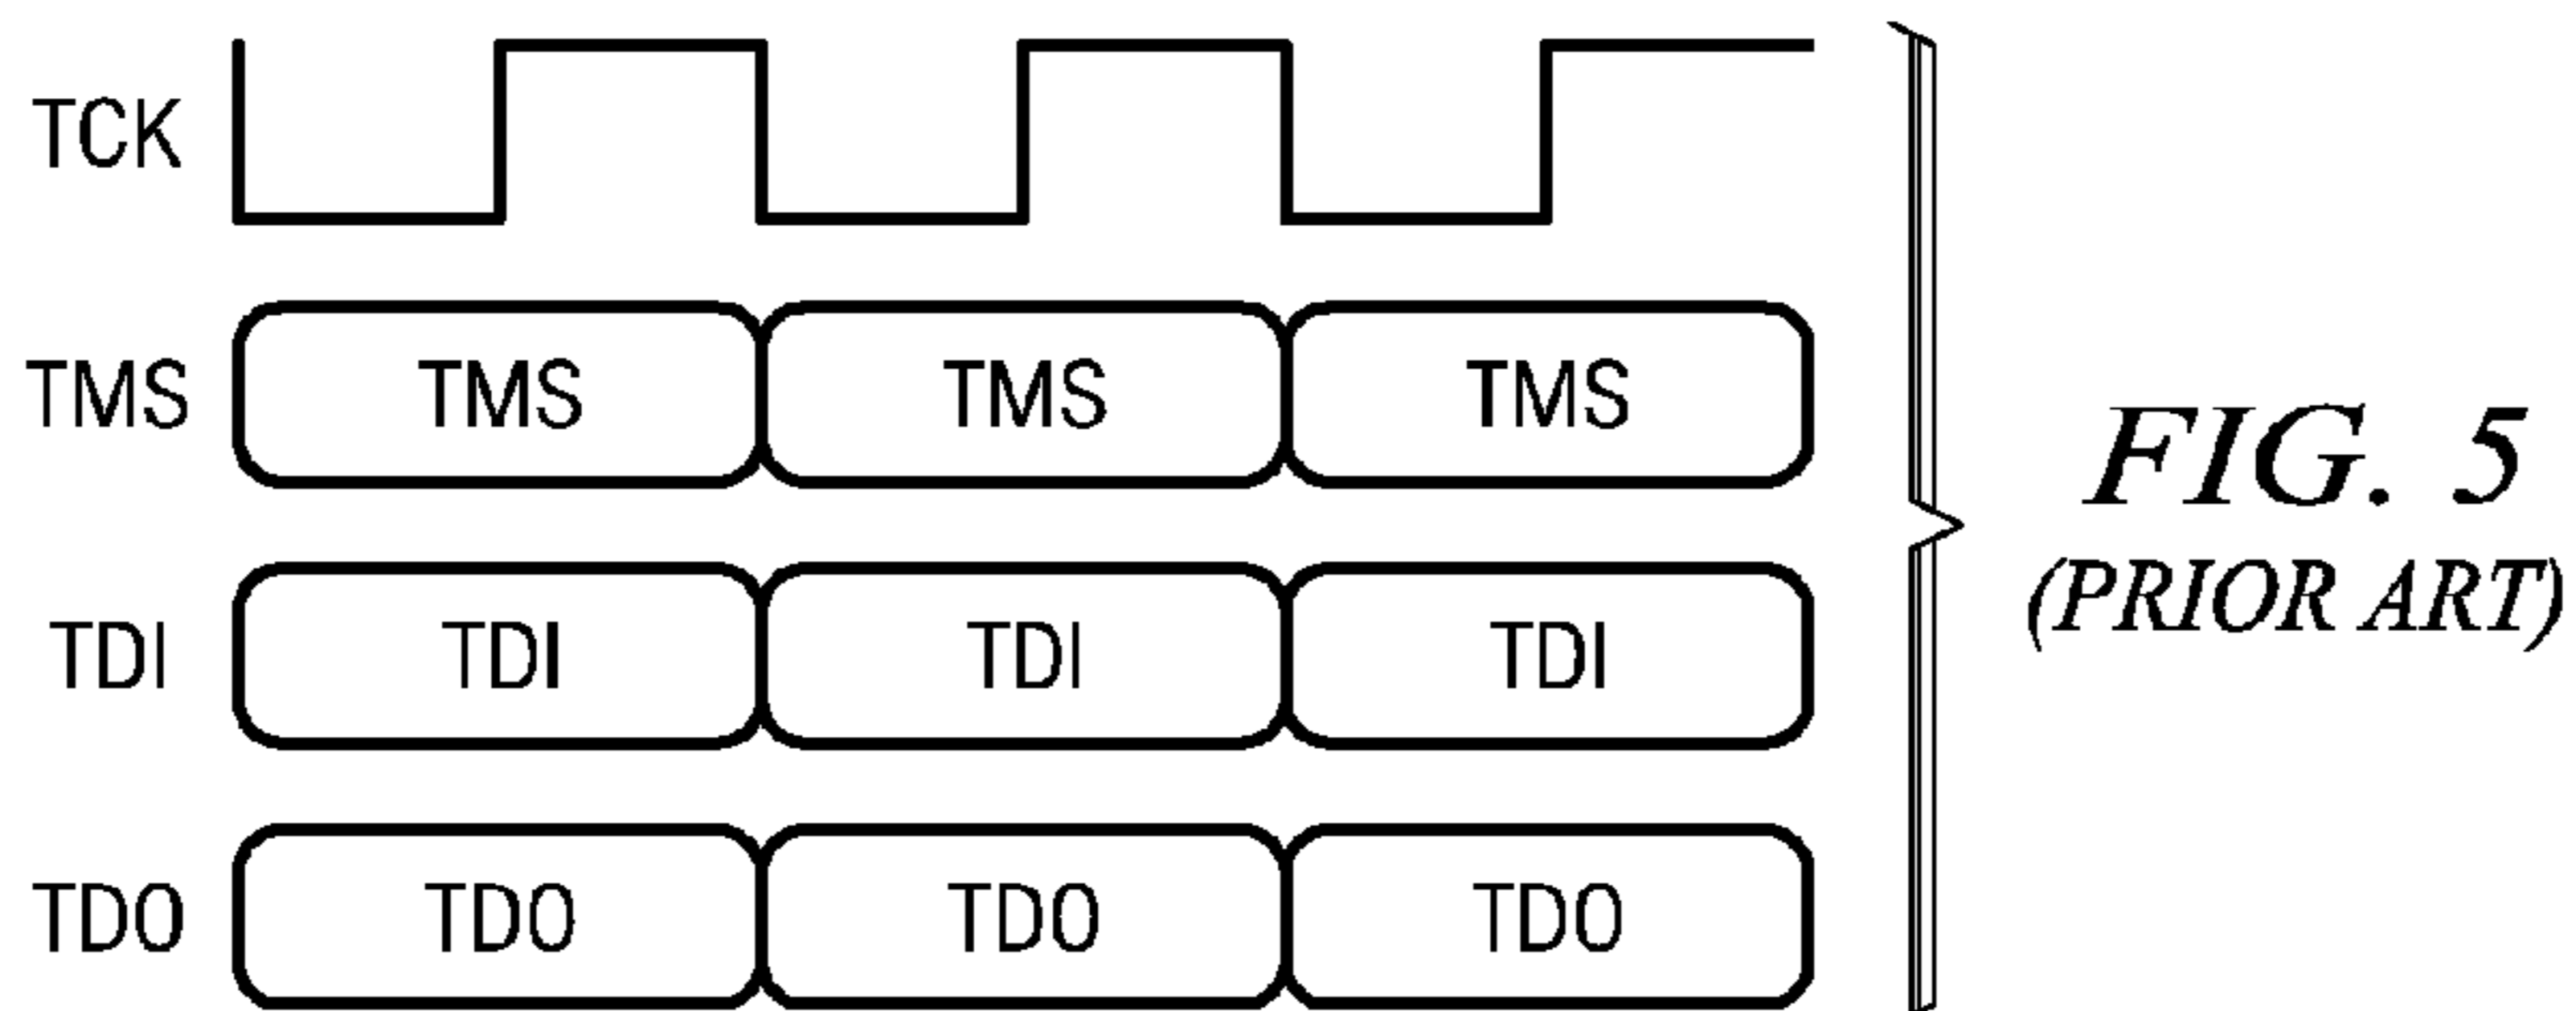 TCK
TMS TMS TMS TMS
TDI TDI TDI TDI
TDO TDO TDO TDO
FIG. 5
(PRIOR ART)